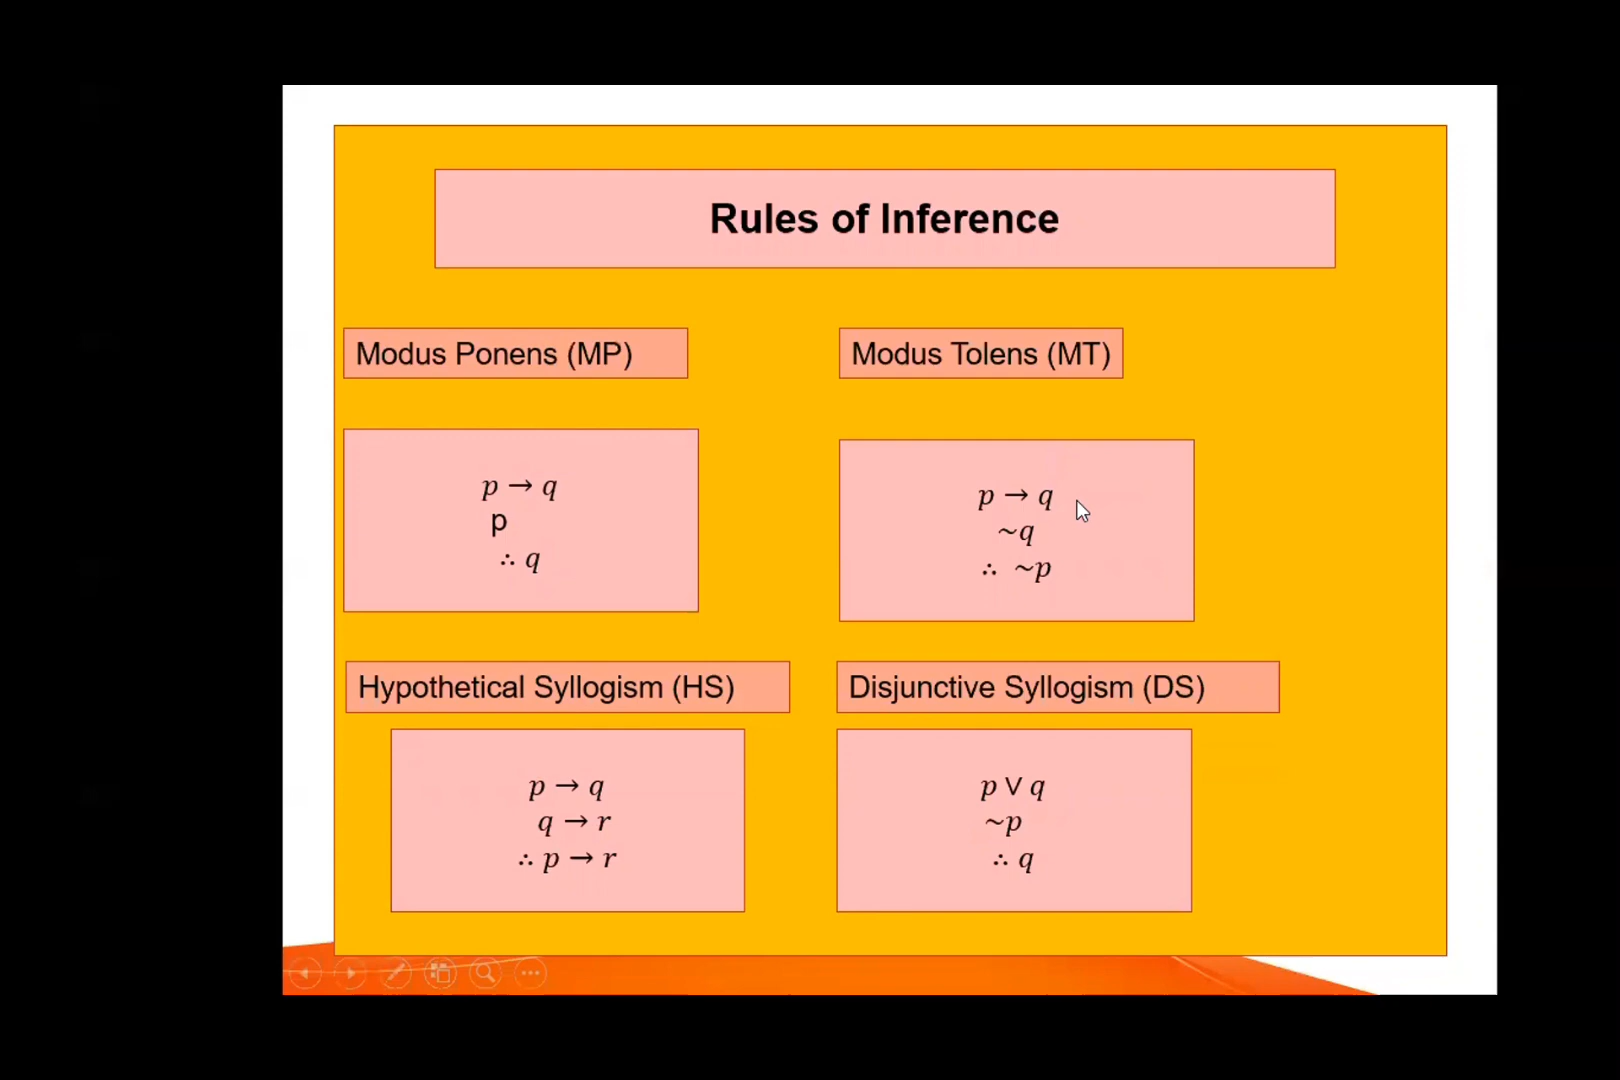 Rules of Inference
Modus Ponens (MP)
Modus Tolens (MT)
p → q
p
∴ q
p → q
~q
∴ ~p
Hypothetical Syllogism (HS)
Disjunctive Syllogism (DS)
p → q
q → r
∴ p → r
p ∨ q
~p
∴ q